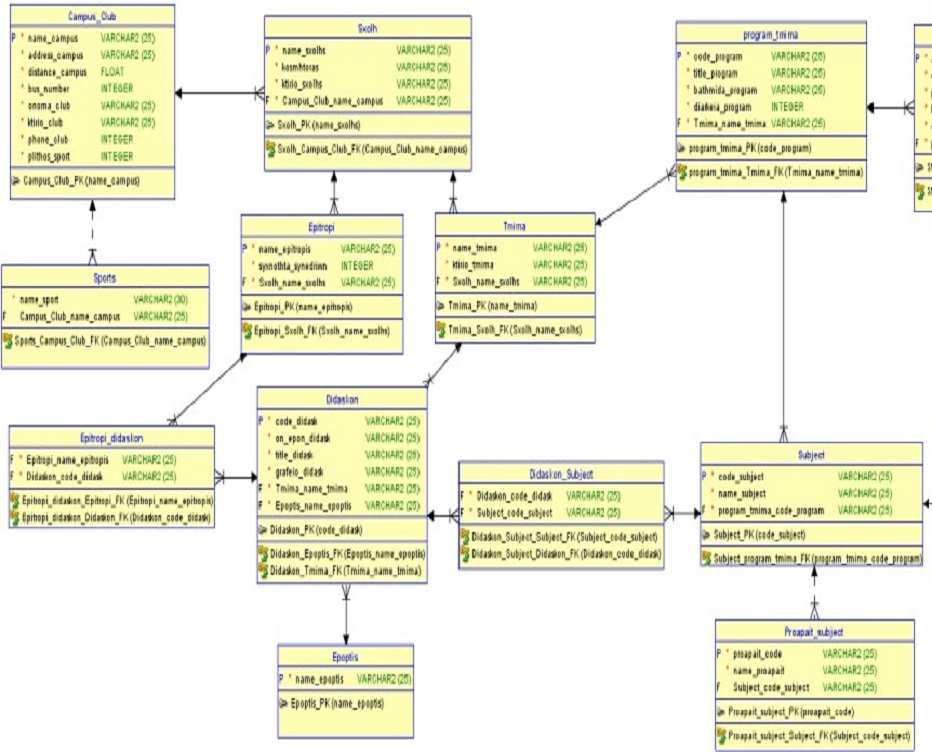 Campus_Club
P * name_campus VARCHAR2 (25)
* address_campus VARCHAR2 (25)
* distance_campus FLOAT
* bus_number INTEGER
* onoma_club VARCHAR2 (25)
* ktirio_club VARCHAR2 (25)
* phone_club INTEGER
* plithos_sport INTEGER
Campus_Club_PK (name_campus)
Sxolh
P * name_sxolhs VARCHAR2 (25)
* kosmhtoras VARCHAR2 (25)
* ktirio_sxolhs VARCHAR2 (25)
F * Campus_Club_name_campus VARCHAR2 (25)
Sxolh_PK (name_sxolhs)
Sxolh_Campus_Club_FK (Campus_Club_name_campus)
program_tmima
P * code_program VARCHAR2 (25)
* title_program VARCHAR2 (25)
* bathmida_program VARCHAR2 (25)
* diarkeia_program INTEGER
F * Tmima_name_tmima VARCHAR2 (25)
program_tmima_PK (code_program)
program_tmima_Tmima_FK (Tmima_name_tmima)
P *
F *
Sports
* name_sport VARCHAR2 (30)
F Campus_Club_name_campus VARCHAR2 (25)
Sports_Campus_Club_FK (Campus_Club_name_campus)
Epitropi
P * name_epitropis VARCHAR2 (25)
* syxnothta_synedriwn INTEGER
F * Sxolh_name_sxolhs VARCHAR2 (25)
Epitropi_PK (name_epitropis)
Epitropi_Sxolh_FK (Sxolh_name_sxolhs)
Tmima
P * name_tmima VARCHAR2 (25)
* ktirio_tmima VARCHAR2 (25)
F * Sxolh_name_sxolhs VARCHAR2 (25)
Tmima_PK (name_tmima)
Tmima_Sxolh_FK (Sxolh_name_sxolhs)
Epitropi_didaskon
F * Epitropi_name_epitropis VARCHAR2 (25)
F * Didaskon_code_didask VARCHAR2 (25)
Epitropi_didaskon_Epitropi_FK (Epitropi_name_epitropis)
Epitropi_didaskon_Didaskon_FK (Didaskon_code_didask)
Didaskon
P * code_didask VARCHAR2 (25)
* on_epon_didask VARCHAR2 (25)
* title_didask VARCHAR2 (25)
* grafeio_didask VARCHAR2 (25)
F * Tmima_name_tmima VARCHAR2 (25)
F * Epoptis_name_epoptis VARCHAR2 (25)
Didaskon_PK (code_didask)
Didaskon_Epoptis_FK (Epoptis_name_epoptis)
Didaskon_Tmima_FK (Tmima_name_tmima)
Didaskon_Subject
F * Didaskon_code_didask VARCHAR2 (25)
F * Subject_code_subject VARCHAR2 (25)
Didaskon_Subject_Subject_FK (Subject_code_subject)
Didaskon_Subject_Didaskon_FK (Didaskon_code_didask)
Subject
P * code_subject VARCHAR2 (25)
* name_subject VARCHAR2 (25)
F * program_tmima_code_program VARCHAR2 (25)
Subject_PK (code_subject)
Subject_program_tmima_FK (program_tmima_code_program)
Epoptis
P * name_epoptis VARCHAR2 (25)
Epoptis_PK (name_epoptis)
Proapait_subject
P * proapait_code VARCHAR2 (25)
* name_proapait VARCHAR2 (25)
F Subject_code_subject VARCHAR2 (25)
Proapait_subject_PK (proapait_code)
Proapait_subject_Subject_FK (Subject_code_subject)